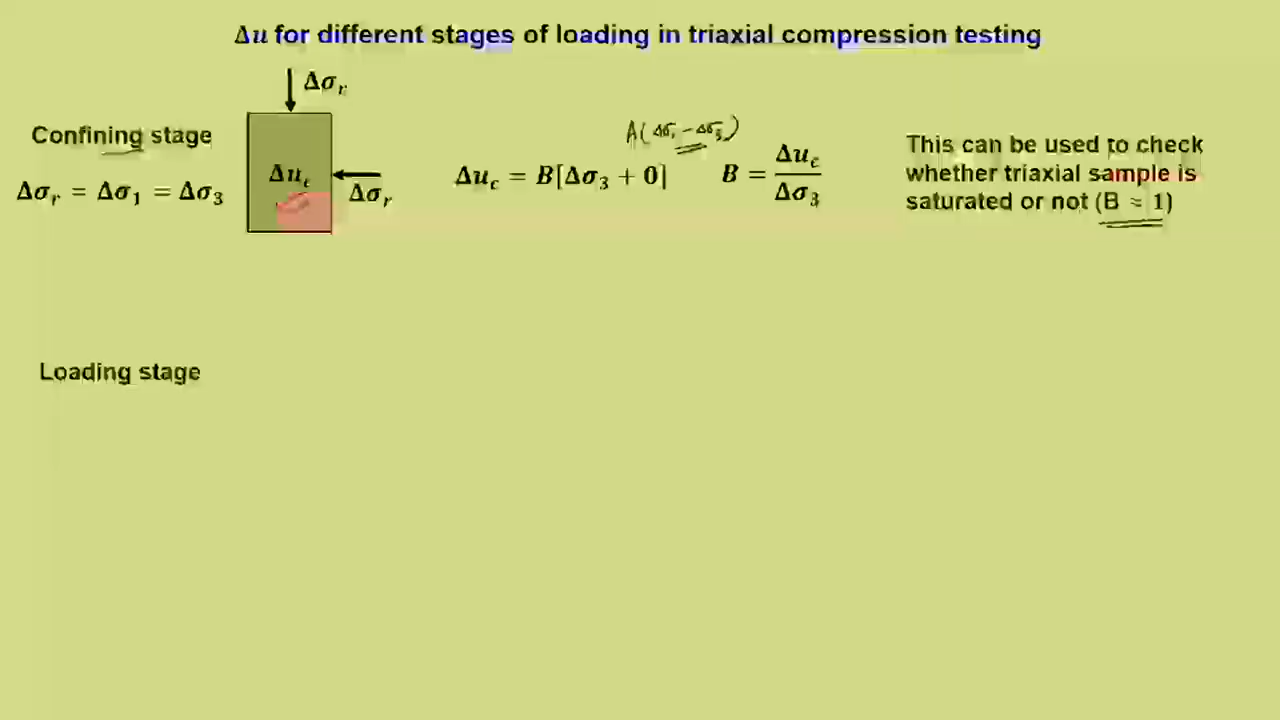 Δu for different stages of loading in triaxial compression testing
Δσr
Confining stage
Δσr = Δσ1 = Δσ3
Δuc
Δσr
A(Δσ1 - Δσ3)
Δuc = B[Δσ3 + 0]
B = Δuc / Δσ3
This can be used to check
whether triaxial sample is
saturated or not (B ≈ 1)
Loading stage